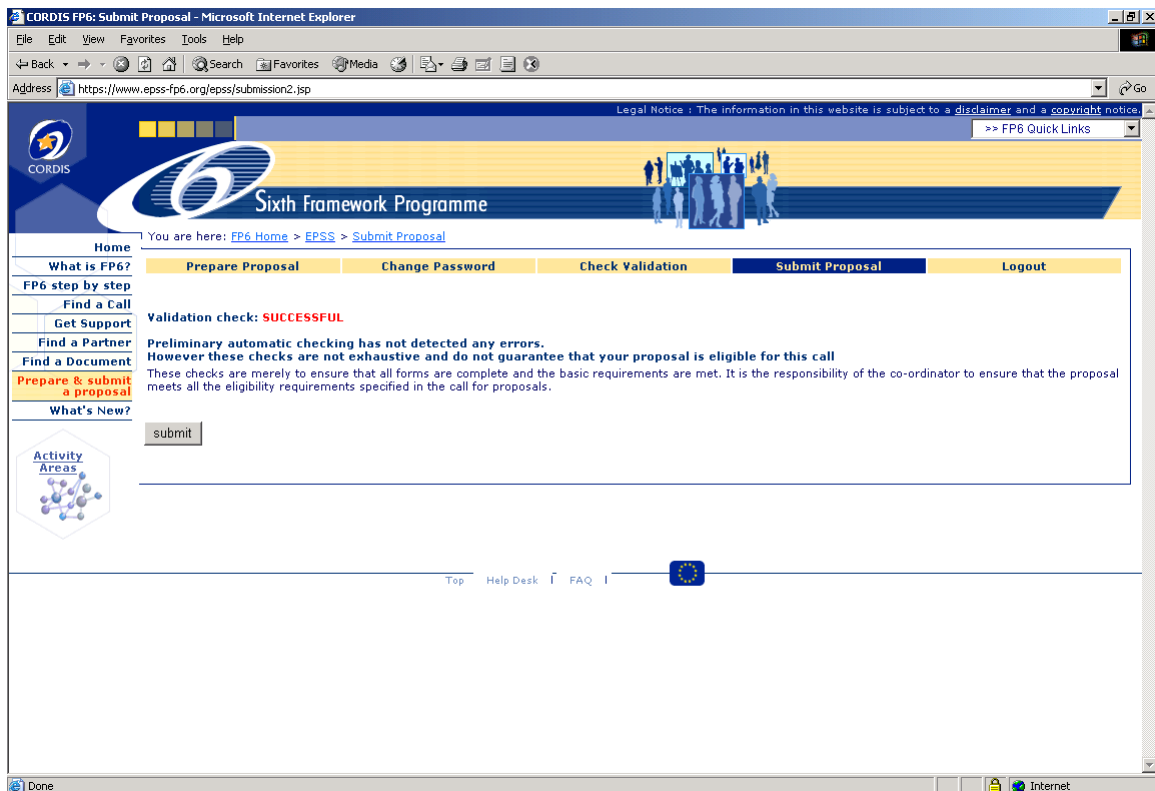 CORDIS FP6: Submit Proposal - Microsoft Internet Explorer
File Edit View Favorites Tools Help
Back Search Favorites Media
Address https://www.epss-fp6.org/epss/submission2.jsp Go
Legal Notice : The information in this website is subject to a disclaimer and a copyright notice.
>> FP6 Quick Links
CORDIS
6
Sixth Framework Programme
You are here: FP6 Home > EPSS > Submit Proposal
Home
What is FP6?
FP6 step by step
Find a Call
Get Support
Find a Partner
Find a Document
Prepare & submit
a proposal
What's New?
Activity
Areas
Prepare Proposal Change Password Check Validation Submit Proposal Logout
Validation check: SUCCESSFUL
Preliminary automatic checking has not detected any errors.
However these checks are not exhaustive and do not guarantee that your proposal is eligible for this call
These checks are merely to ensure that all forms are complete and the basic requirements are met. It is the responsibility of the co-ordinator to ensure that the proposal
meets all the eligibility requirements specified in the call for proposals.
submit
Top Help Desk | FAQ |
Done Internet